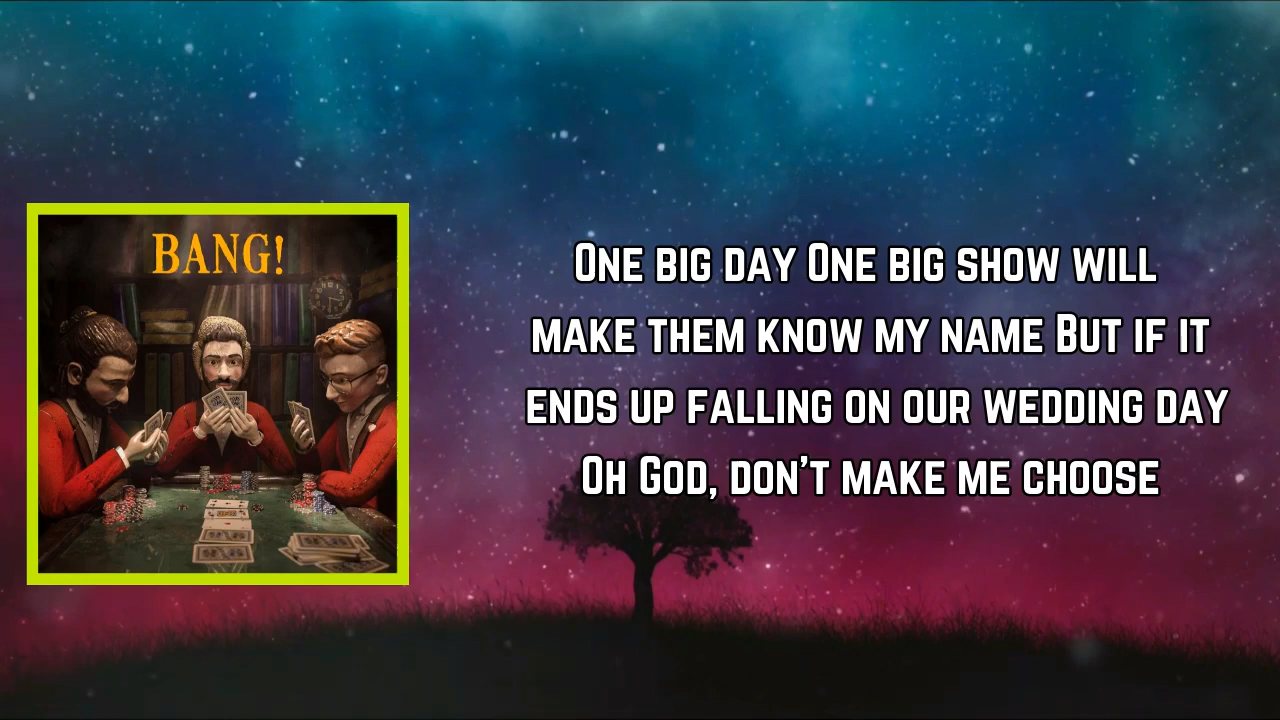 BANG!
One big day One big show will
make them know my name But if it
ends up falling on our wedding day
Oh God, don't make me choose